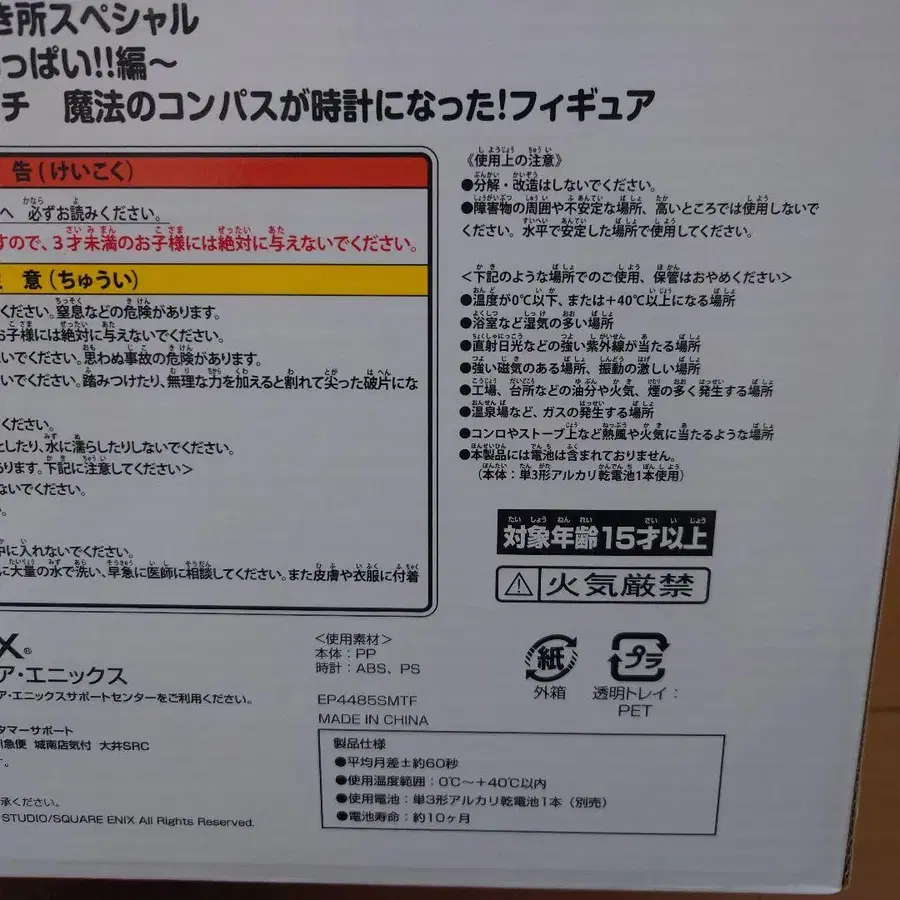 き所スペシャル
っぱい!!編～
チ 魔法のコンパスが時計になった!フィギュア
告(けいこく)
へ 必ずお読みください。
すので、3才未満のお子様には絶対に与えないでください。
意(ちゅうい)
ください。窒息などの危険があります。
お子様には絶対に与えないでください。
いでください。思わぬ事故の危険があります。
いでください。踏みつけたり、無理な力を加えると割れて尖った破片にな
ください。
としたり、水に濡らしたりしないでください。
あります。下記に注意してください>
ないでください。
。
中に入れないでください。
に大量の水で洗い、早急に医師に相談してください。また皮膚や衣服に付着
《使用上の注意》
●分解・改造はしないでください。
●障害物の周囲や不安定な場所、高いところでは使用しないで
ください。水平で安定した場所で使用してください。
<下記のような場所でのご使用、保管はおやめください>
●温度が0℃以下、または+40℃以上になる場所
●浴室など湿気の多い場所
●直射日光などの強い紫外線が当たる場所
●強い磁気のある場所、振動の激しい場所
●工場、台所などの油分や火気、煙の多く発生する場所
●温泉場など、ガスの発生する場所
●コンロやストーブ上など熱風や火気に当たるような場所
●本製品には電池は含まれておりません。
(本体:単3形アルカリ乾電池1本使用)
対象年齢15才以上
火気厳禁
X®
ア・エニックス
ア・エニックスサポートセンターをご利用ください。
タマーサポート
川急便 城南店気付 大井SRC
す。
承ください。
STUDIO/SQUARE ENIX All Rights Reserved.
<使用素材>
本体:PP
時計:ABS、PS
EP4485SMTF
MADE IN CHINA
紙
外箱
プラ
透明トレイ:
PET
製品仕様
●平均月差±約60秒
●使用温度範囲:0℃～+40℃以内
●使用電池:単3形アルカリ乾電池1本(別売)
●電池寿命:約10ヶ月